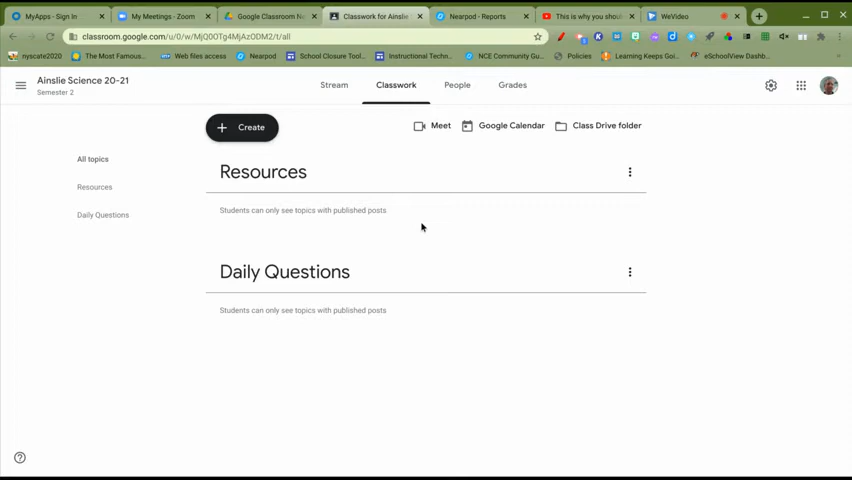 MyApps - Sign In
My Meetings - Zoom
Google Classroom N
Classwork for Ainslie
Nearpod - Reports
This is why you shou
WeVideo
classroom.google.com/u/0/w/MjQ0OTg4MjAzODM2/t/all
nyscate2020
The Most Famous...
Web files access
Nearpod
School Closure Tool...
Instructional Techn...
NCE Community Gu...
Policies
Learning Keeps Goi...
eSchoolView Dashb...
Ainslie Science 20-21
Semester 2
Stream
Classwork
People
Grades
Create
Meet
Google Calendar
Class Drive folder
All topics
Resources
Daily Questions
Resources
Students can only see topics with published posts
Daily Questions
Students can only see topics with published posts